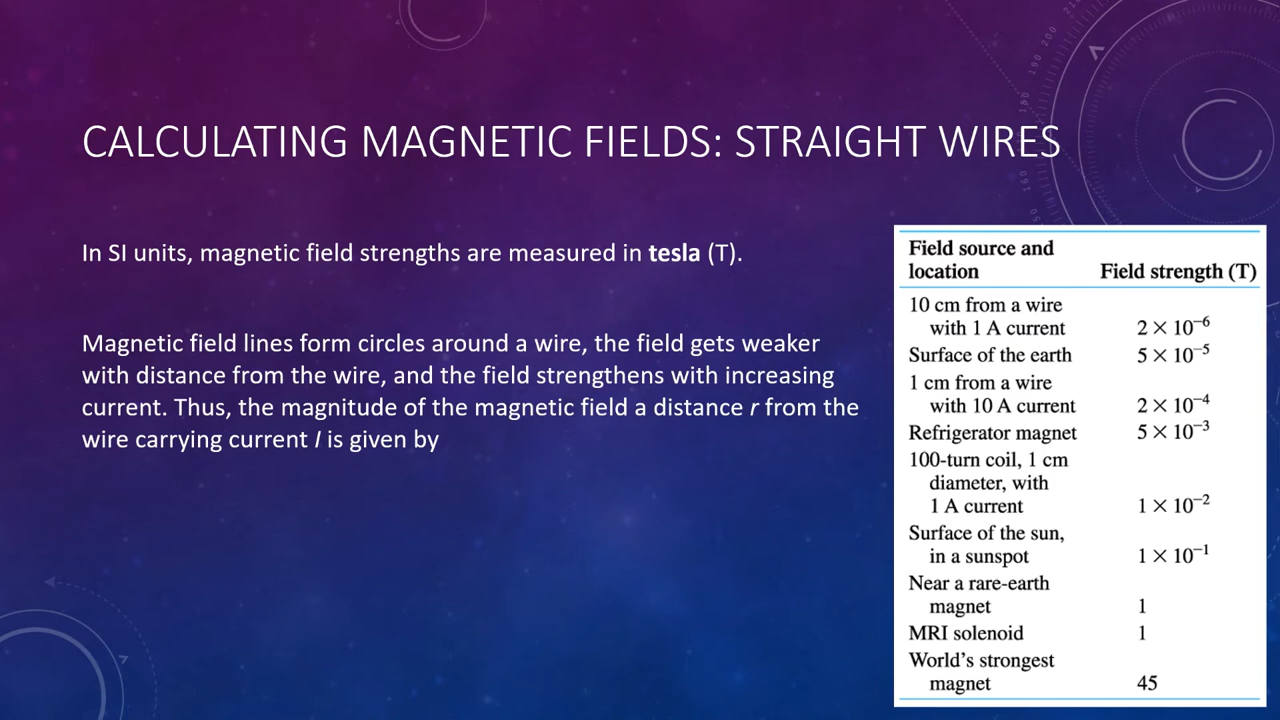 CALCULATING MAGNETIC FIELDS: STRAIGHT WIRES
In SI units, magnetic field strengths are measured in tesla (T).
Magnetic field lines form circles around a wire, the field gets weaker
with distance from the wire, and the field strengthens with increasing
current. Thus, the magnitude of the magnetic field a distance r from the
wire carrying current I is given by
Field source and
location Field strength (T)
10 cm from a wire
with 1 A current 2 × 10⁻⁶
Surface of the earth 5 × 10⁻⁵
1 cm from a wire
with 10 A current 2 × 10⁻⁴
Refrigerator magnet 5 × 10⁻³
100-turn coil, 1 cm
diameter, with
1 A current 1 × 10⁻²
Surface of the sun,
in a sunspot 1 × 10⁻¹
Near a rare-earth
magnet 1
MRI solenoid 1
World's strongest
magnet 45
160
180
190
200